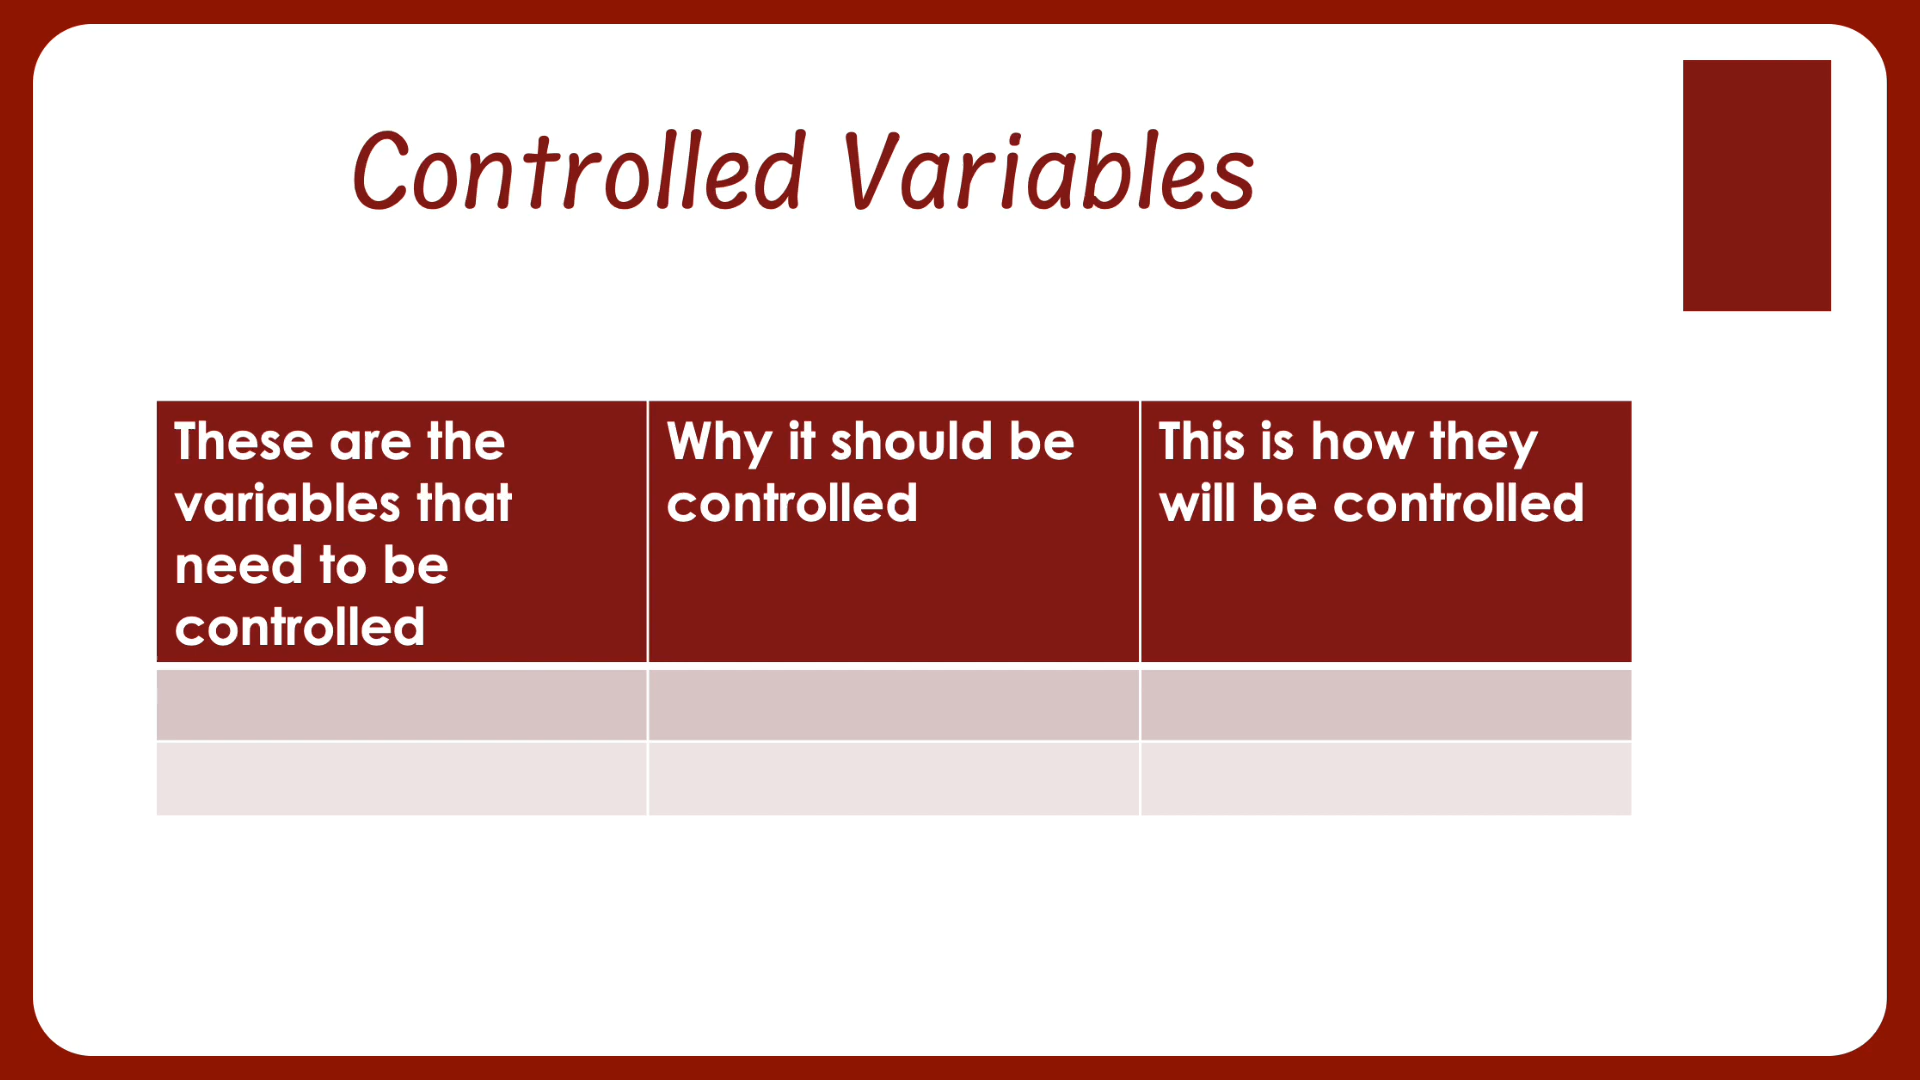 Controlled Variables
These are the
variables that
need to be
controlled
Why it should be
controlled
This is how they
will be controlled